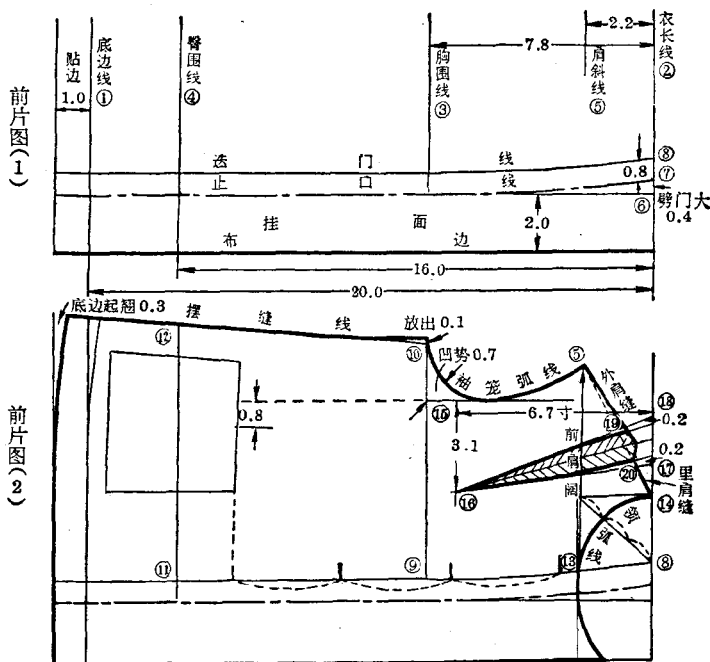 前片图(1)
贴边
1.0
底边线①
臀围线④
7.8
胸围线③
2.2
肩斜线⑤
衣长线②
迭门线
⑧
止口线
⑦
0.8
⑥
劈门大
0.4
挂面
2.0
布边
16.0
20.0
前片图(2)
底边起翘0.3
摆缝线
放出0.1
⑫
⑩
凹势0.7
袖笼弧线
⑤
外肩缝
0.8
⑮
6.7寸
⑱
⑲
0.2
3.1
前肩阔
0.2
⑯
⑳
⑰
里肩缝
⑭
弧线
⑪
⑨
⑬
⑧